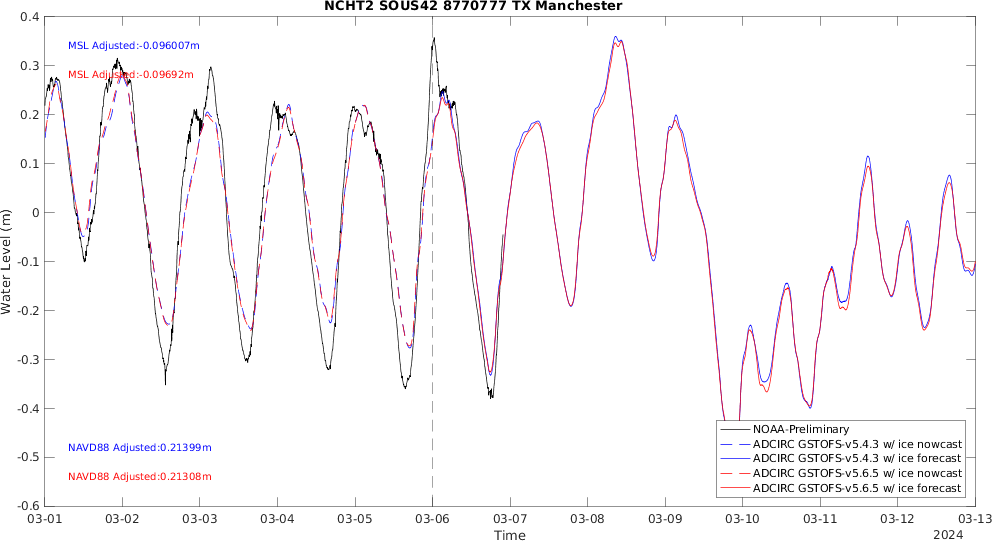 NCHT2 SOUS42 8770777 TX Manchester
MSL Adjusted:-0.096007m
MSL Adjusted:-0.09692m
NAVD88 Adjusted:0.21399m
NAVD88 Adjusted:0.21308m
Water Level (m)
0.4
0.3
0.2
0.1
0
-0.1
-0.2
-0.3
-0.4
-0.5
-0.6
NOAA-Preliminary
ADCIRC GSTOFS-v5.4.3 w/ ice nowcast
ADCIRC GSTOFS-v5.4.3 w/ ice forecast
ADCIRC GSTOFS-v5.6.5 w/ ice nowcast
ADCIRC GSTOFS-v5.6.5 w/ ice forecast
03-01 03-02 03-03 03-04 03-05 03-06 03-07 03-08 03-09 03-10 03-11 03-12 03-13
Time
2024